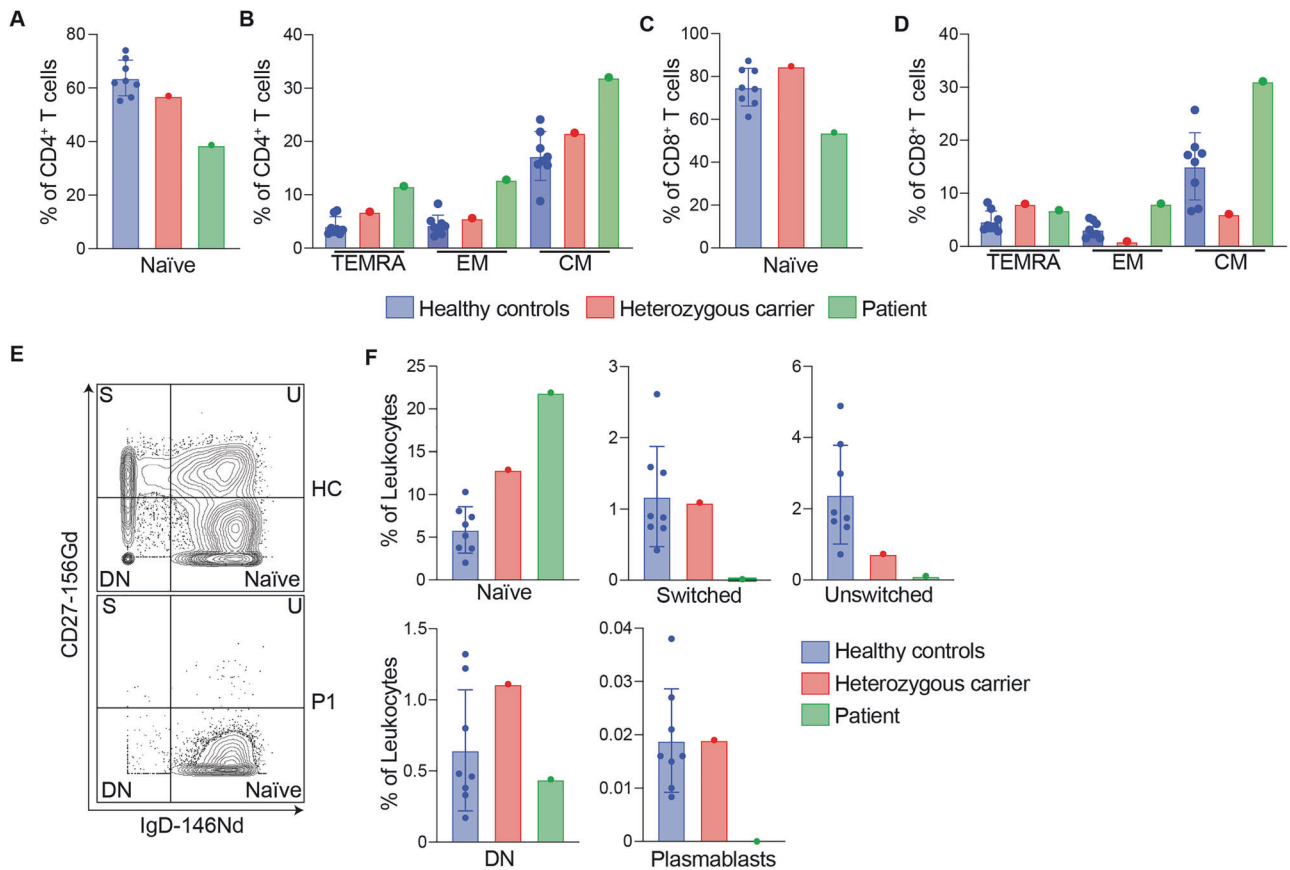 A
% of CD4⁺ T cells
80
60
40
20
0
Naïve
B
% of CD4⁺ T cells
40
30
20
10
0
TEMRA EM CM
C
% of CD8⁺ T cells
100
80
60
40
20
0
Naïve
D
% of CD8⁺ T cells
40
30
20
10
0
TEMRA EM CM
Healthy controls Heterozygous carrier Patient
E
CD27-156Gd
S U
HC
DN Naïve
S U
P1
DN Naïve
IgD-146Nd
F
% of Leukocytes
25
20
15
10
5
0
Naïve
3
2
1
0
Switched
6
4
2
0
Unswitched
% of Leukocytes
1.5
1.0
0.5
0
DN
0.04
0.03
0.02
0.01
0
Plasmablasts
Healthy controls
Heterozygous carrier
Patient